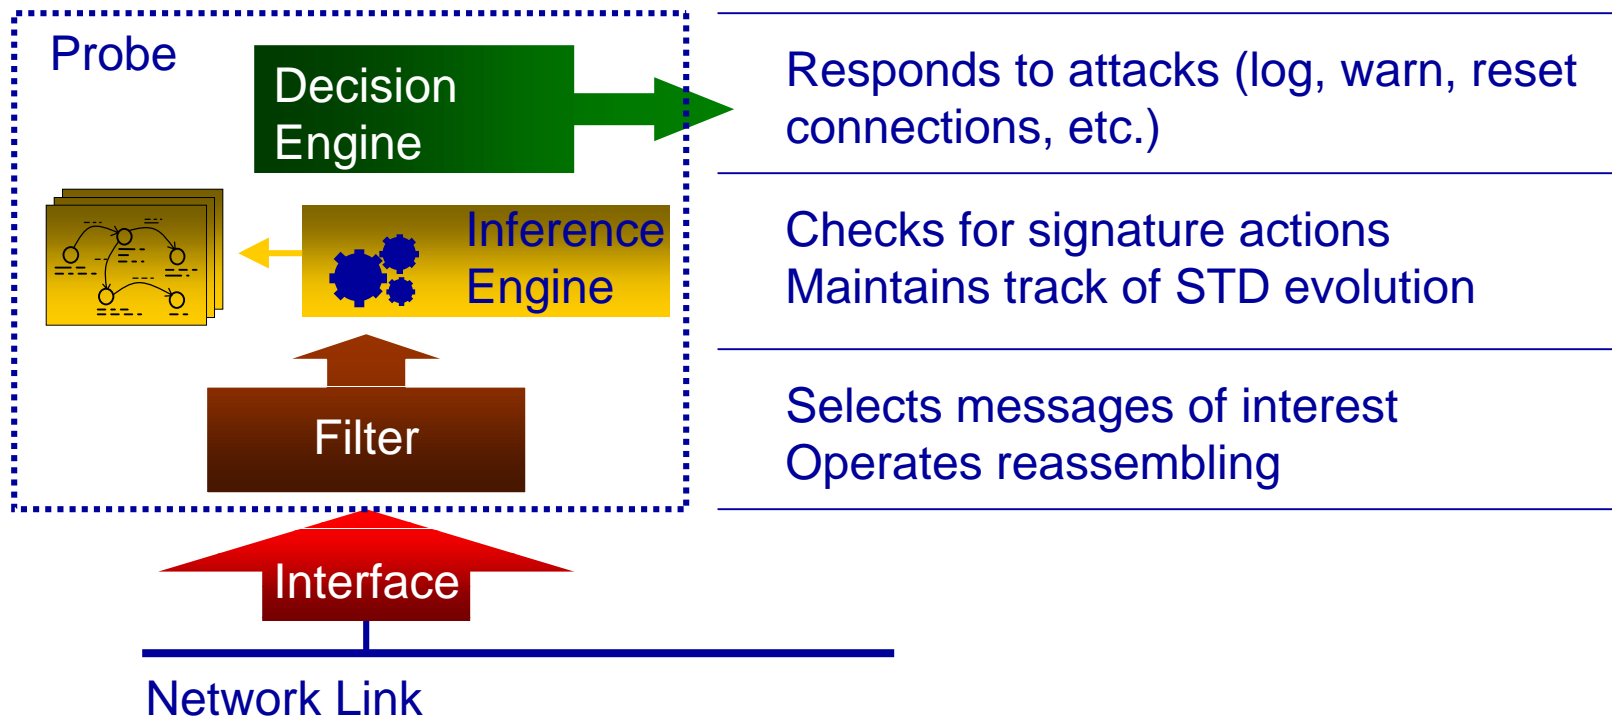 Probe
Decision
Engine
Responds to attacks (log, warn, reset
connections, etc.)
Inference
Engine
Checks for signature actions
Maintains track of STD evolution
Filter
Selects messages of interest
Operates reassembling
Interface
Network Link